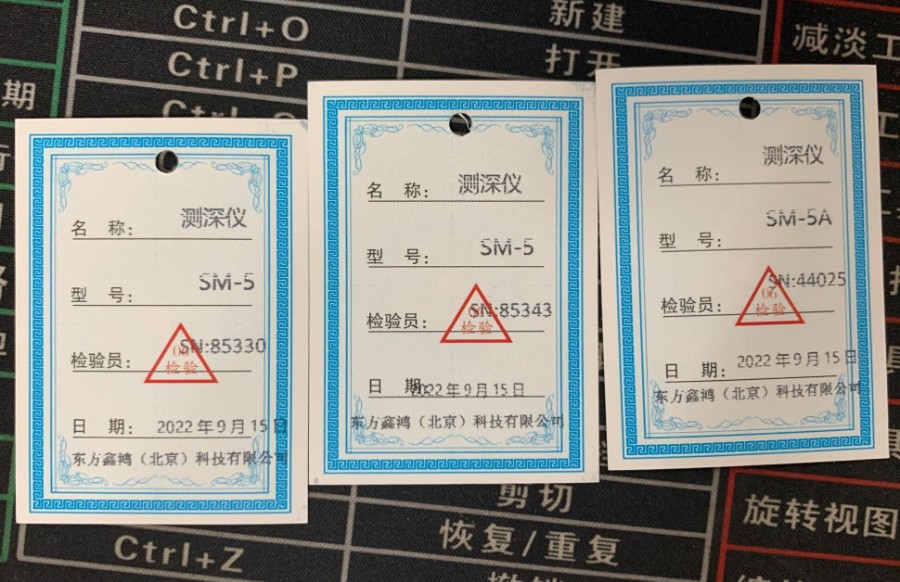 Ctrl+O
新建
Ctrl+P
打开
减淡工
期
名 称： 测深仪
型 号： SM-5
检验员： SN:85330
06
检验
日 期： 2022年9月15日
东方鑫鸿（北京）科技有限公司
名 称： 测深仪
型 号： SM-5
检验员： SN:85343
检验
日 期 2022年9月15日
东方鑫鸿（北京）科技有限公司
名 称： 测深仪
型 号： SM-5A
检验员： SN:44025
06
检验
日 期： 2022年9月15日
东方鑫鸿（北京）科技有限公司
剪切
Ctrl+Z
恢复/重复
旋转视图